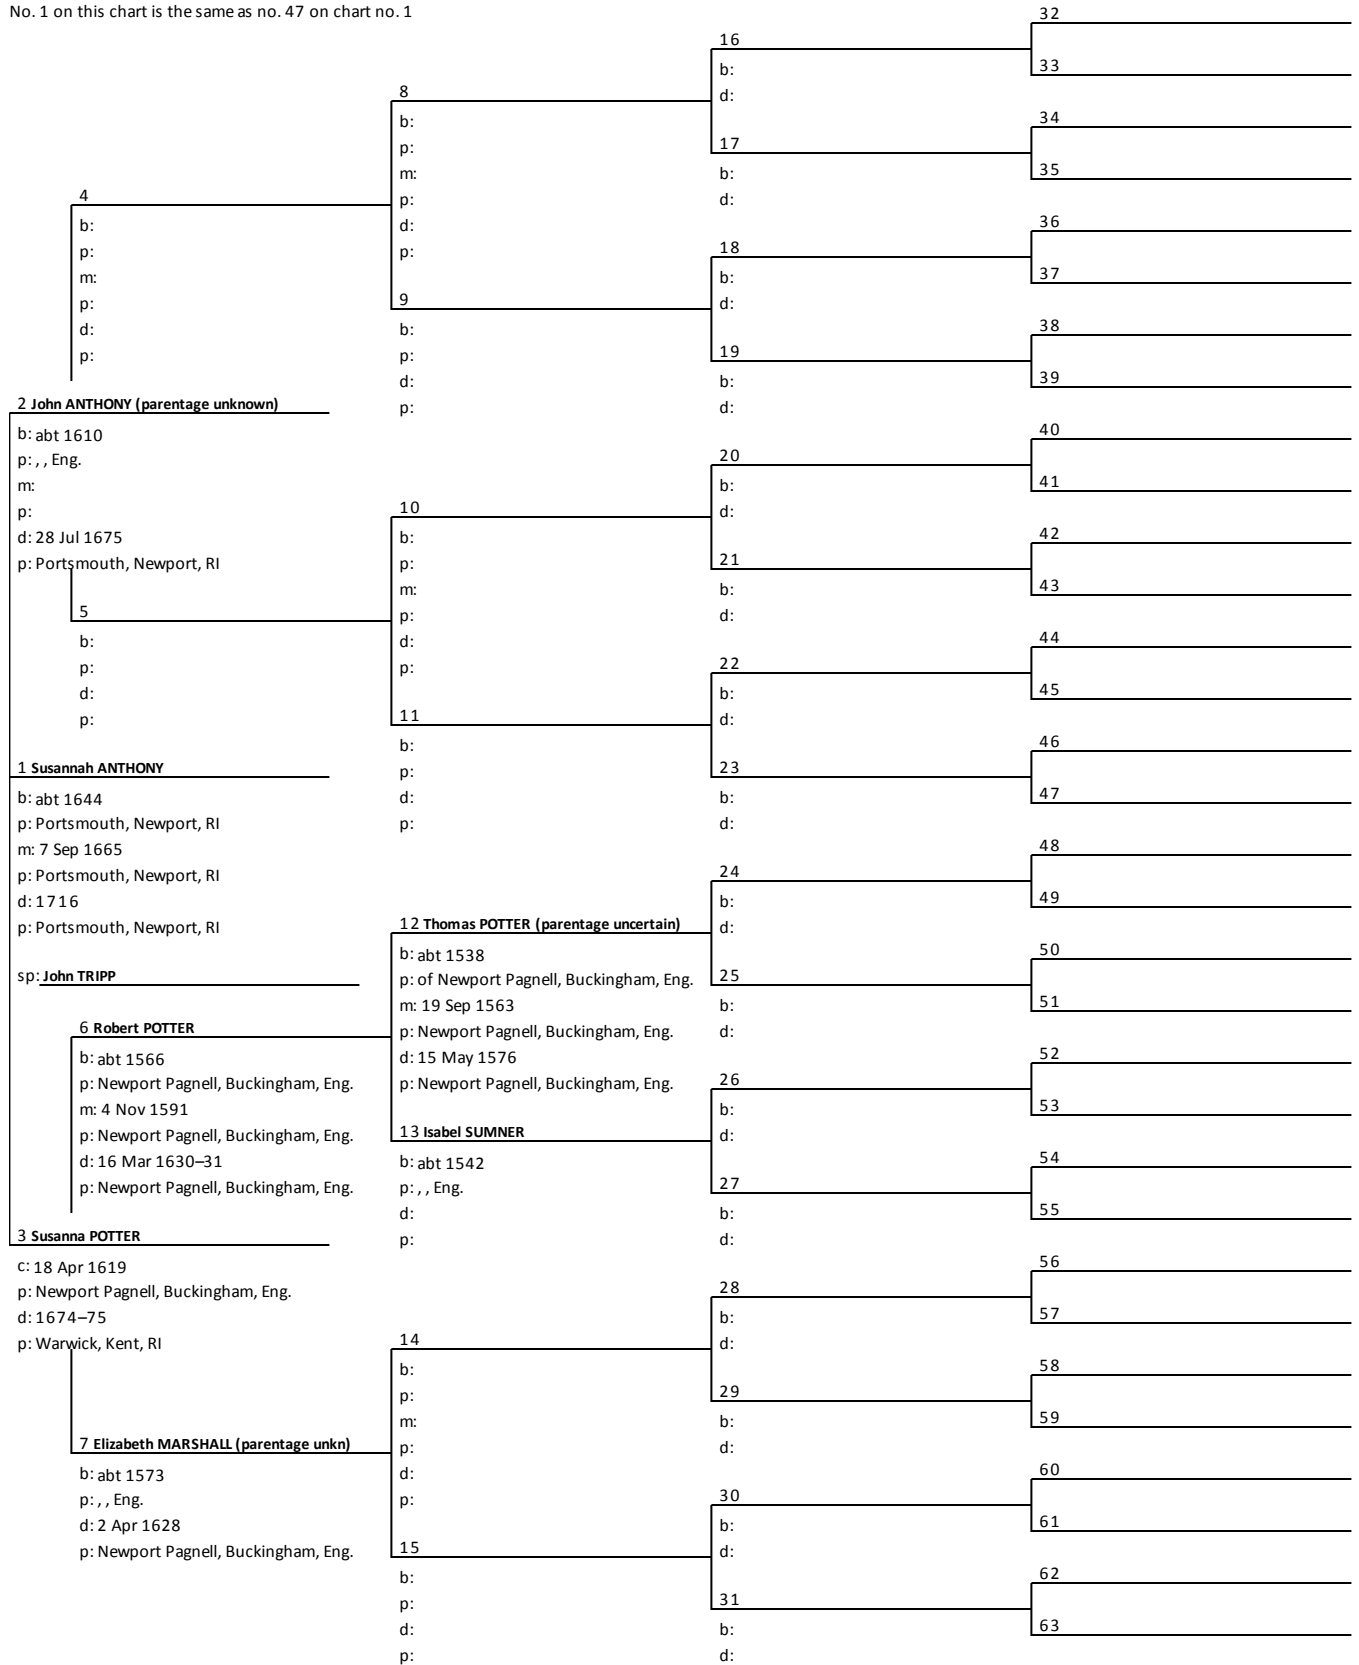 No. 1 on this chart is the same as no. 47 on chart no. 1
4
b:
p:
m:
p:
d:
p:
2 John ANTHONY (parentage unknown)
b: abt 1610
p: , , Eng.
m:
p:
d: 28 Jul 1675
p: Portsmouth, Newport, RI
5
b:
p:
d:
p:
1 Susannah ANTHONY
b: abt 1644
p: Portsmouth, Newport, RI
m: 7 Sep 1665
p: Portsmouth, Newport, RI
d: 1716
p: Portsmouth, Newport, RI
sp: John TRIPP
6 Robert POTTER
b: abt 1566
p: Newport Pagnell, Buckingham, Eng.
m: 4 Nov 1591
p: Newport Pagnell, Buckingham, Eng.
d: 16 Mar 1630–31
p: Newport Pagnell, Buckingham, Eng.
3 Susanna POTTER
c: 18 Apr 1619
p: Newport Pagnell, Buckingham, Eng.
d: 1674–75
p: Warwick, Kent, RI
7 Elizabeth MARSHALL (parentage unkn)
b: abt 1573
p: , , Eng.
d: 2 Apr 1628
p: Newport Pagnell, Buckingham, Eng.
8
b:
p:
m:
p:
d:
p:
9
b:
p:
d:
p:
10
b:
p:
m:
p:
d:
p:
11
b:
p:
d:
p:
12 Thomas POTTER (parentage uncertain)
b: abt 1538
p: of Newport Pagnell, Buckingham, Eng.
m: 19 Sep 1563
p: Newport Pagnell, Buckingham, Eng.
d: 15 May 1576
p: Newport Pagnell, Buckingham, Eng.
13 Isabel SUMNER
b: abt 1542
p: , , Eng.
d:
p:
14
b:
p:
m:
p:
d:
p:
15
b:
p:
d:
p:
16
b:
d:
17
b:
d:
18
b:
d:
19
b:
d:
20
b:
d:
21
b:
d:
22
b:
d:
23
b:
d:
24
b:
d:
25
b:
d:
26
b:
d:
27
b:
d:
28
b:
d:
29
b:
d:
30
b:
d:
31
b:
d:
32
33
34
35
36
37
38
39
40
41
42
43
44
45
46
47
48
49
50
51
52
53
54
55
56
57
58
59
60
61
62
63